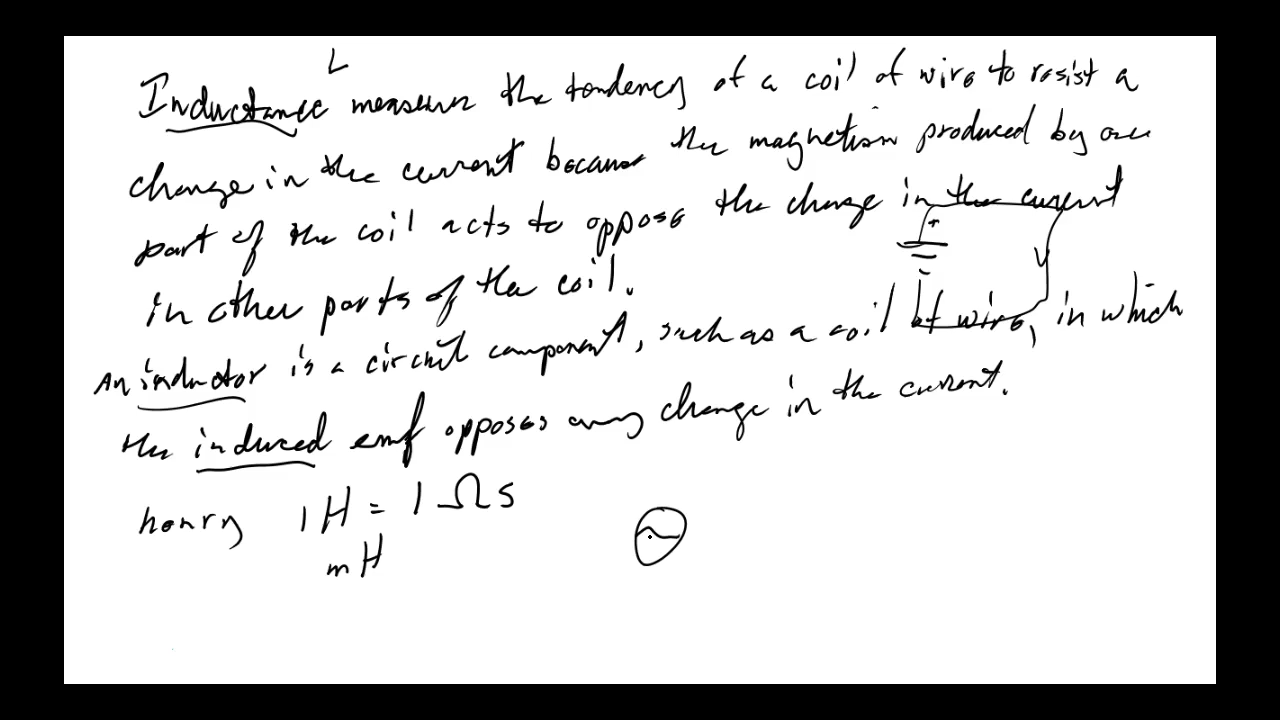 L
Inductance measures the tendency of a coil of wire to resist a
change in the current because the magnetism produced by one
part of the coil acts to oppose the change in the current
in other parts of the coil.
An inductor is a circuit component, such as a coil of wire, in which
the induced emf opposes any change in the current.
henry 1 H = 1 Ω s
mH